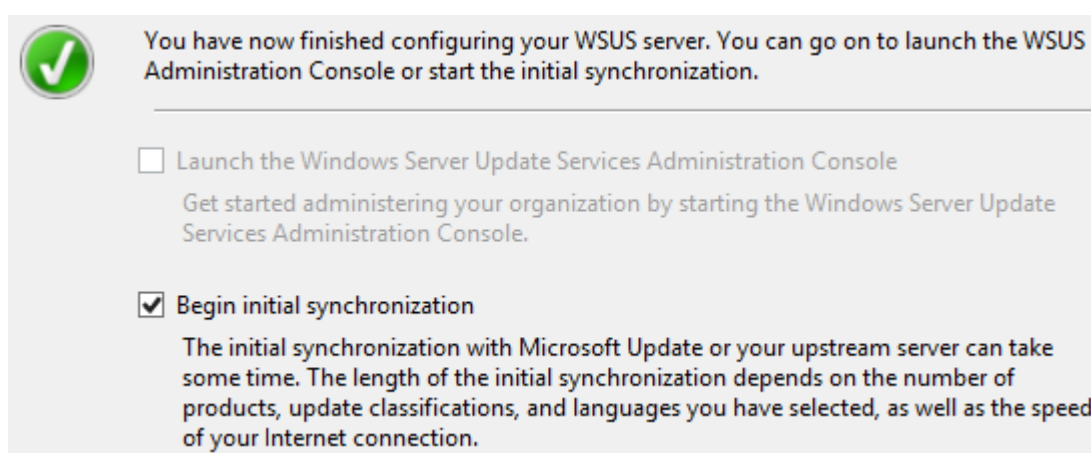 You have now finished configuring your WSUS server. You can go on to launch the WSUS
Administration Console or start the initial synchronization.
Launch the Windows Server Update Services Administration Console
Get started administering your organization by starting the Windows Server Update
Services Administration Console.
Begin initial synchronization
The initial synchronization with Microsoft Update or your upstream server can take
some time. The length of the initial synchronization depends on the number of
products, update classifications, and languages you have selected, as well as the speed
of your Internet connection.